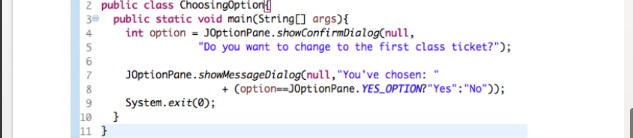 2 public class ChoosingOption{
3 public static void main(String[] args){
4 int option = JOptionPane.showConfirmDialog(null,
5 "Do you want to change to the first class ticket?");
6
7 JOptionPane.showMessageDialog(null,"You've chosen: "
8 + (option==JOptionPane.YES_OPTION?"Yes":"No"));
9 System.exit(0);
10 }
11 }